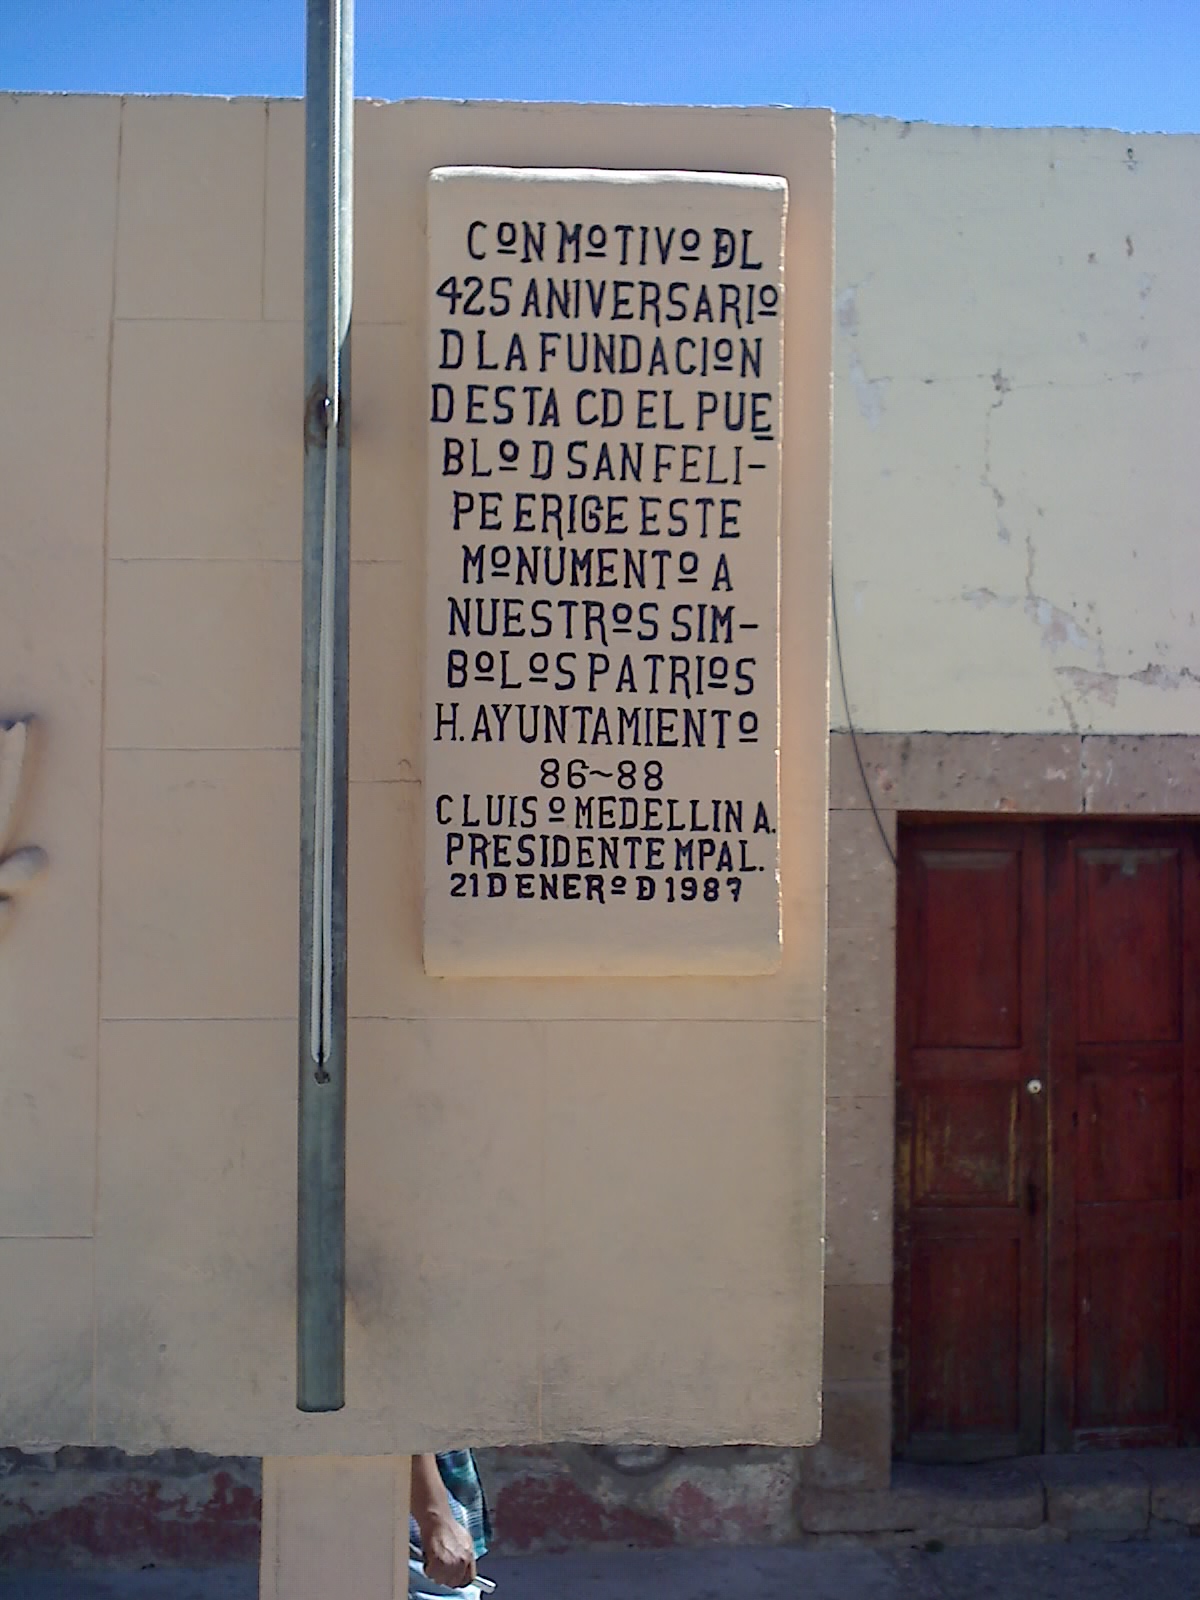 CºN MºTIVº DEL
425 ANIVERSARIº
D LA FUNDACIºN
D ESTA CD EL PUE
BLº D SAN FELI-
PE ERIGE ESTE
MºNUMENTº A
NUESTRºS SIM-
BºLºS PATRIºS
H. AYUNTAMIENTº
86~88
C LUIS º MEDELLIN A.
PRESIDENTE MPAL.
21 D ENERº D 1987